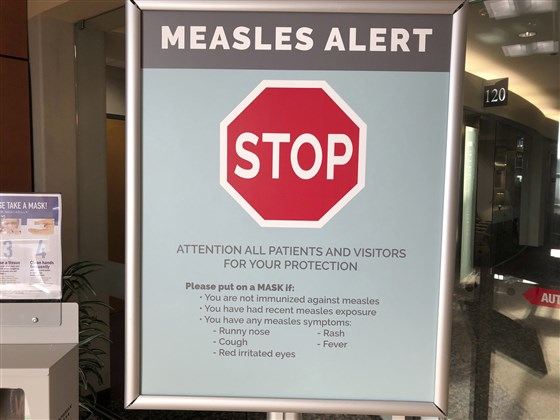 MEASLES ALERT
STOP
ATTENTION ALL PATIENTS AND VISITORS
FOR YOUR PROTECTION
Please put on a MASK if:
· You are not immunized against measles
· You have had recent measles exposure
· You have any measles symptoms:
- Runny nose - Rash
- Cough - Fever
- Red irritated eyes
120
TAKE A MASK!
3 4